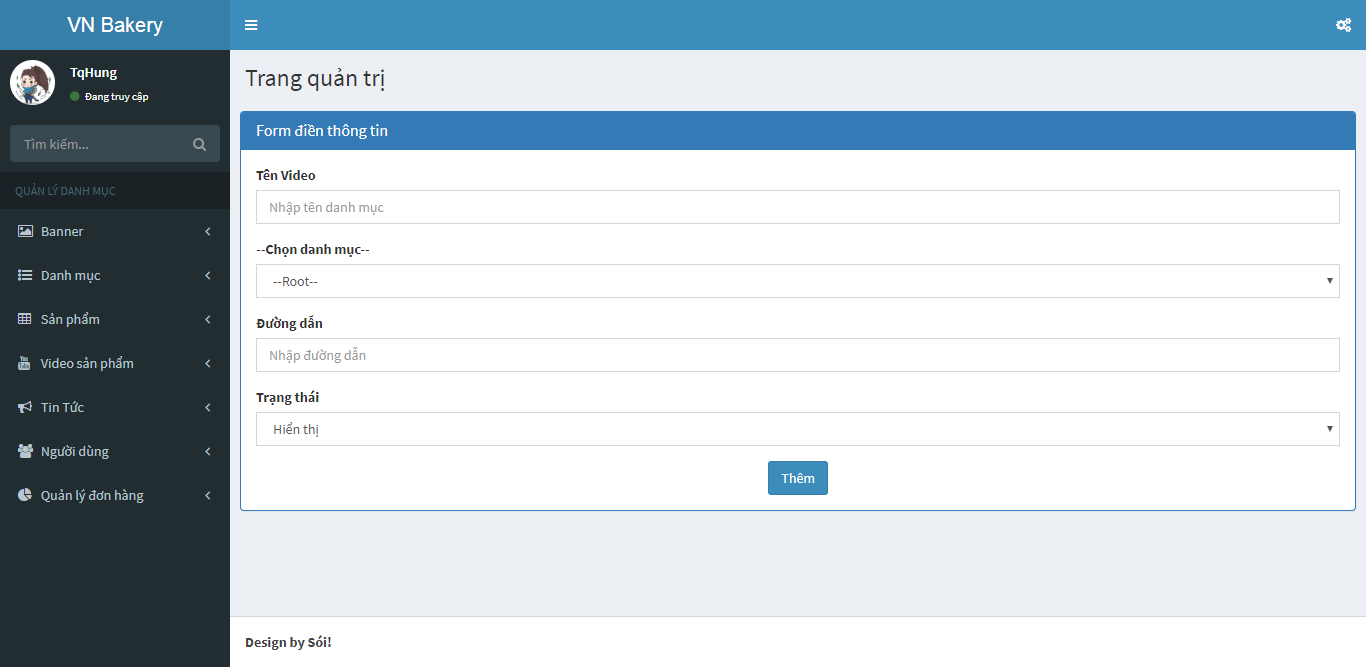 VN Bakery
TqHung
Đang truy cập
Tìm kiếm...
QUẢN LÝ DANH MỤC
Banner
Danh mục
Sản phẩm
Video sản phẩm
Tin Tức
Người dùng
Quản lý đơn hàng
Trang quản trị
Form điền thông tin
Tên Video
Nhập tên danh mục
--Chọn danh mục--
--Root--
Đường dẫn
Nhập đường dẫn
Trạng thái
Hiển thị
Thêm
Design by Sói!